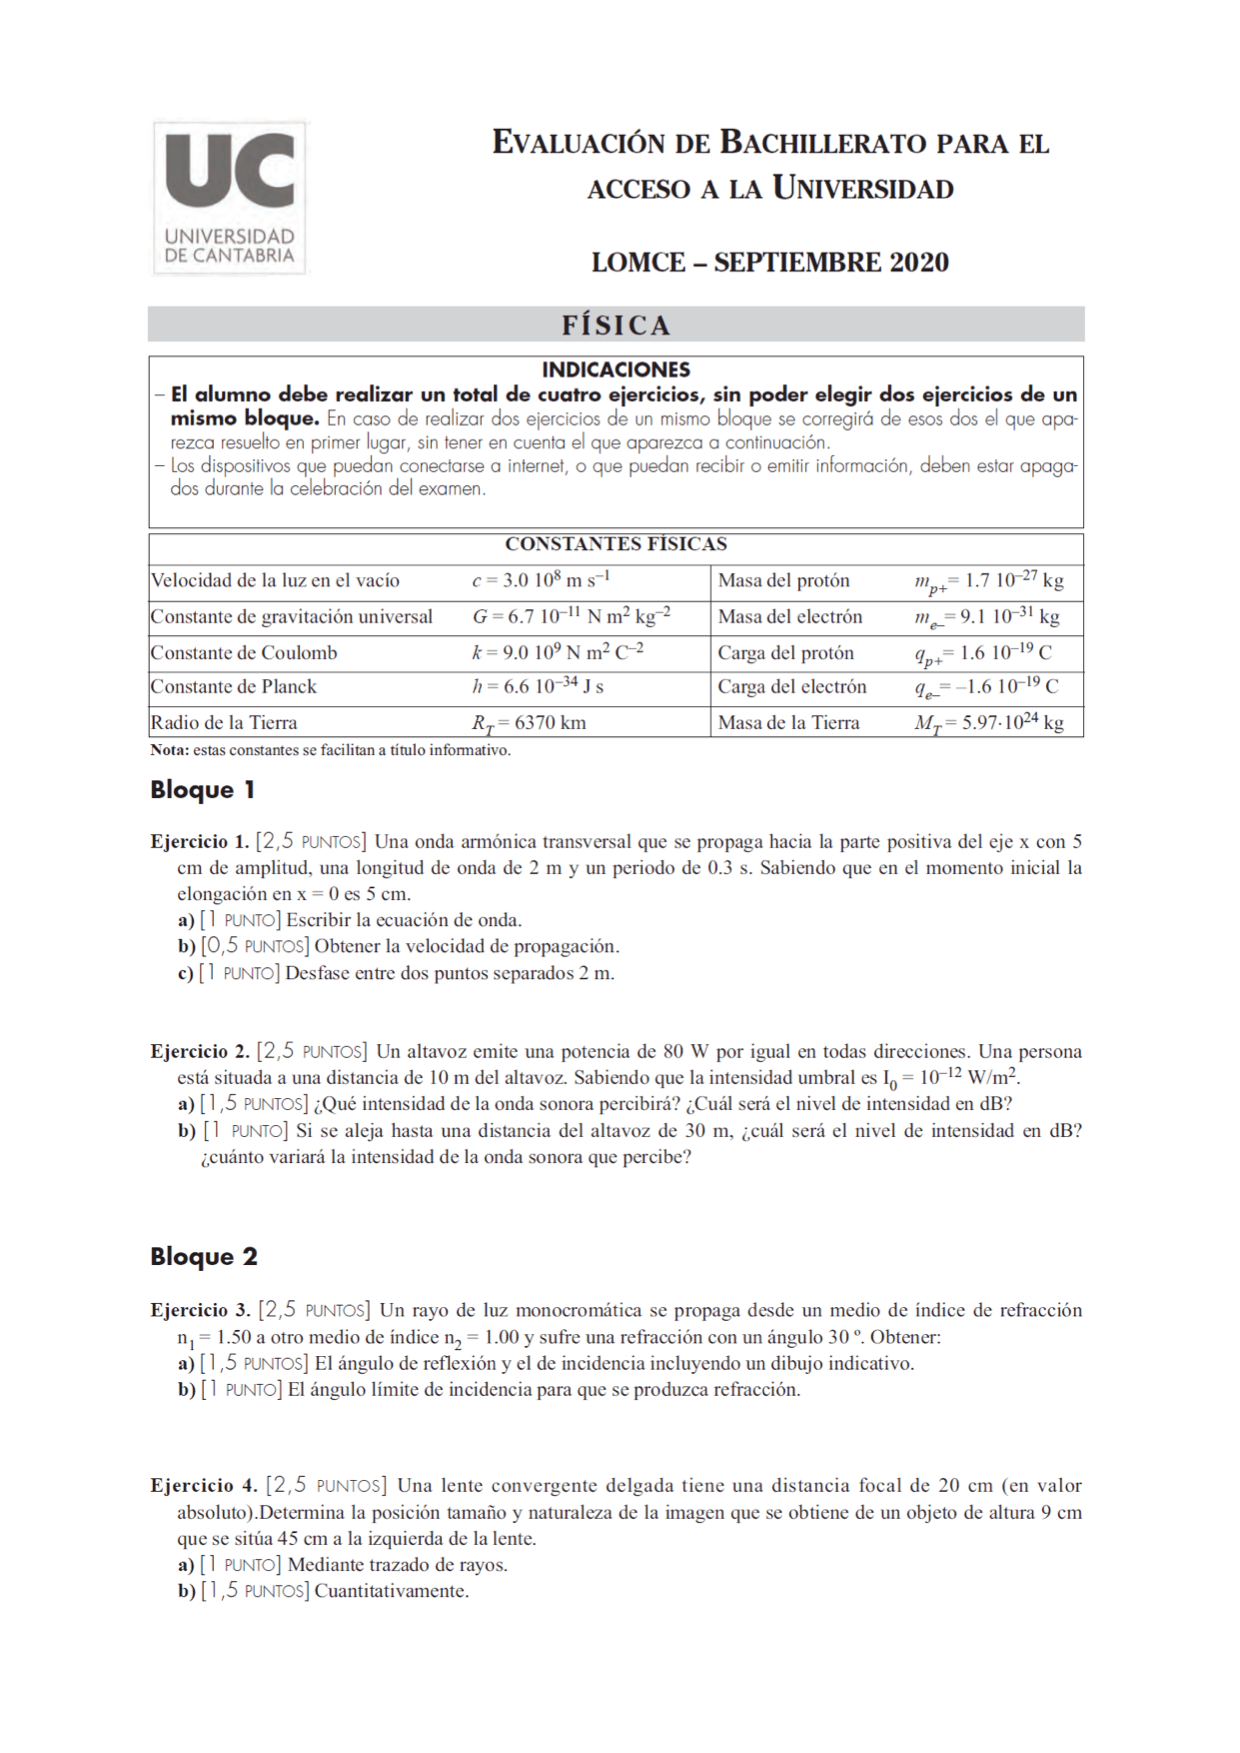 UC
UNIVERSIDAD
DE CANTABRIA
EVALUACIÓN DE BACHILLERATO PARA EL
ACCESO A LA UNIVERSIDAD
LOMCE – SEPTIEMBRE 2020
FÍSICA
INDICACIONES
– El alumno debe realizar un total de cuatro ejercicios, sin poder elegir dos ejercicios de un
mismo bloque. En caso de realizar dos ejercicios de un mismo bloque se corregirá de esos dos el que apa-
rezca resuelto en primer lugar, sin tener en cuenta el que aparezca a continuación.
– Los dispositivos que puedan conectarse a internet, o que puedan recibir o emitir información, deben estar apaga-
dos durante la celebración del examen.
CONSTANTES FÍSICAS
Velocidad de la luz en el vacío c = 3.0 10⁸ m s⁻¹ Masa del protón m_p+ = 1.7 10⁻²⁷ kg
Constante de gravitación universal G = 6.7 10⁻¹¹ N m² kg⁻² Masa del electrón m_e– = 9.1 10⁻³¹ kg
Constante de Coulomb k = 9.0 10⁹ N m² C⁻² Carga del protón q_p+ = 1.6 10⁻¹⁹ C
Constante de Planck h = 6.6 10⁻³⁴ J s Carga del electrón q_e– = –1.6 10⁻¹⁹ C
Radio de la Tierra R_T = 6370 km Masa de la Tierra M_T = 5.97·10²⁴ kg
Nota: estas constantes se facilitan a título informativo.
Bloque 1
Ejercicio 1. [2,5 PUNTOS] Una onda armónica transversal que se propaga hacia la parte positiva del eje x con 5
cm de amplitud, una longitud de onda de 2 m y un periodo de 0.3 s. Sabiendo que en el momento inicial la
elongación en x = 0 es 5 cm.
a) [1 PUNTO] Escribir la ecuación de onda.
b) [0,5 PUNTOS] Obtener la velocidad de propagación.
c) [1 PUNTO] Desfase entre dos puntos separados 2 m.
Ejercicio 2. [2,5 PUNTOS] Un altavoz emite una potencia de 80 W por igual en todas direcciones. Una persona
está situada a una distancia de 10 m del altavoz. Sabiendo que la intensidad umbral es I₀ = 10⁻¹² W/m².
a) [1,5 PUNTOS] ¿Qué intensidad de la onda sonora percibirá? ¿Cuál será el nivel de intensidad en dB?
b) [1 PUNTO] Si se aleja hasta una distancia del altavoz de 30 m, ¿cuál será el nivel de intensidad en dB?
¿cuánto variará la intensidad de la onda sonora que percibe?
Bloque 2
Ejercicio 3. [2,5 PUNTOS] Un rayo de luz monocromática se propaga desde un medio de índice de refracción
n₁ = 1.50 a otro medio de índice n₂ = 1.00 y sufre una refracción con un ángulo 30 º. Obtener:
a) [1,5 PUNTOS] El ángulo de reflexión y el de incidencia incluyendo un dibujo indicativo.
b) [1 PUNTO] El ángulo límite de incidencia para que se produzca refracción.
Ejercicio 4. [2,5 PUNTOS] Una lente convergente delgada tiene una distancia focal de 20 cm (en valor
absoluto).Determina la posición tamaño y naturaleza de la imagen que se obtiene de un objeto de altura 9 cm
que se sitúa 45 cm a la izquierda de la lente.
a) [1 PUNTO] Mediante trazado de rayos.
b) [1,5 PUNTOS] Cuantitativamente.